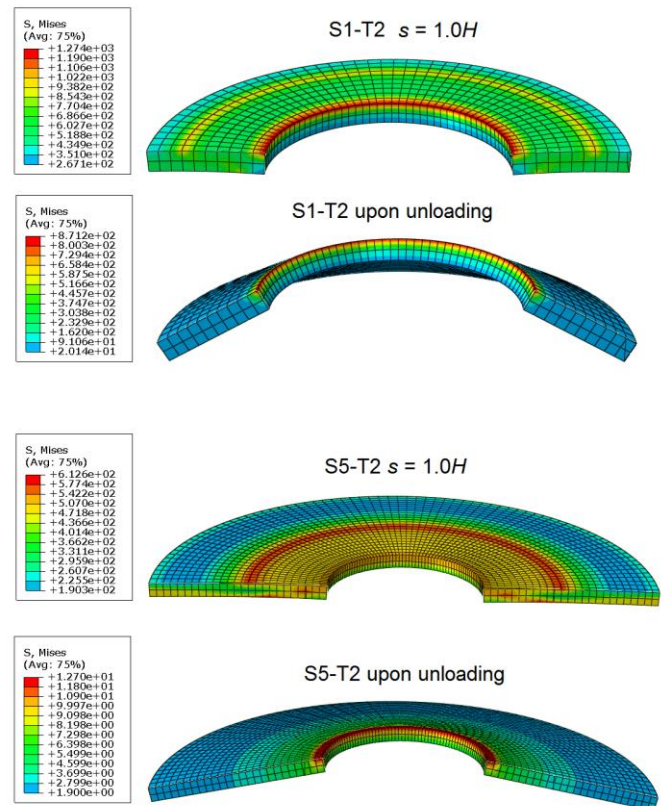 S1-T2 s = 1.0H
S, Mises
(Avg: 75%)
+1.274e+03
+1.190e+03
+1.106e+03
+1.022e+03
+9.382e+02
+8.543e+02
+7.704e+02
+6.866e+02
+6.027e+02
+5.188e+02
+4.349e+02
+3.510e+02
+2.671e+02
S1-T2 upon unloading
S, Mises
(Avg: 75%)
+8.712e+02
+8.003e+02
+7.294e+02
+6.584e+02
+5.875e+02
+5.166e+02
+4.457e+02
+3.747e+02
+3.038e+02
+2.329e+02
+1.620e+02
+9.106e+01
+2.014e+01
S5-T2 s = 1.0H
S, Mises
(Avg: 75%)
+6.126e+02
+5.774e+02
+5.422e+02
+5.070e+02
+4.718e+02
+4.366e+02
+4.014e+02
+3.662e+02
+3.311e+02
+2.959e+02
+2.607e+02
+2.255e+02
+1.903e+02
S5-T2 upon unloading
S, Mises
(Avg: 75%)
+1.270e+01
+1.180e+01
+1.090e+01
+9.997e+00
+9.098e+00
+8.198e+00
+7.298e+00
+6.398e+00
+5.499e+00
+4.599e+00
+3.699e+00
+2.799e+00
+1.900e+00